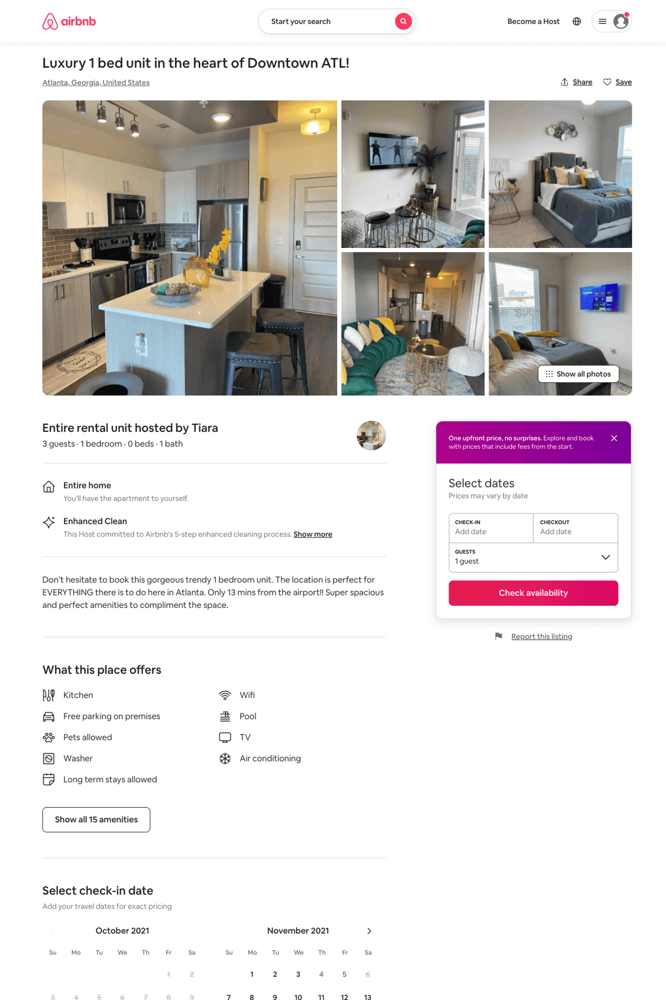 airbnb
Start your search
Become a Host
Luxury 1 bed unit in the heart of Downtown ATL!
Atlanta, Georgia, United States
Share
Save
Show all photos
Entire rental unit hosted by Tiara
3 guests · 1 bedroom · 0 beds · 1 bath
Entire home
You’ll have the apartment to yourself.
Enhanced Clean
This Host committed to Airbnb's 5-step enhanced cleaning process. Show more
Don’t hesitate to book this gorgeous trendy 1 bedroom unit. The location is perfect for
EVERYTHING there is to do here in Atlanta. Only 13 mins from the airport!! Super spacious
and perfect amenities to compliment the space.
One upfront price, no surprises. Explore and book
with prices that include fees from the start.
Select dates
Prices may vary by date
CHECK-IN
Add date
CHECKOUT
Add date
GUESTS
1 guest
Check availability
Report this listing
What this place offers
Kitchen
Wifi
Free parking on premises
Pool
Pets allowed
TV
Washer
Air conditioning
Long term stays allowed
Show all 15 amenities
Select check-in date
Add your travel dates for exact pricing
October 2021
Su Mo Tu We Th Fr Sa
1 2
3 4 5 6 7 8 9
November 2021
Su Mo Tu We Th Fr Sa
1 2 3 4 5 6
7 8 9 10 11 12 13